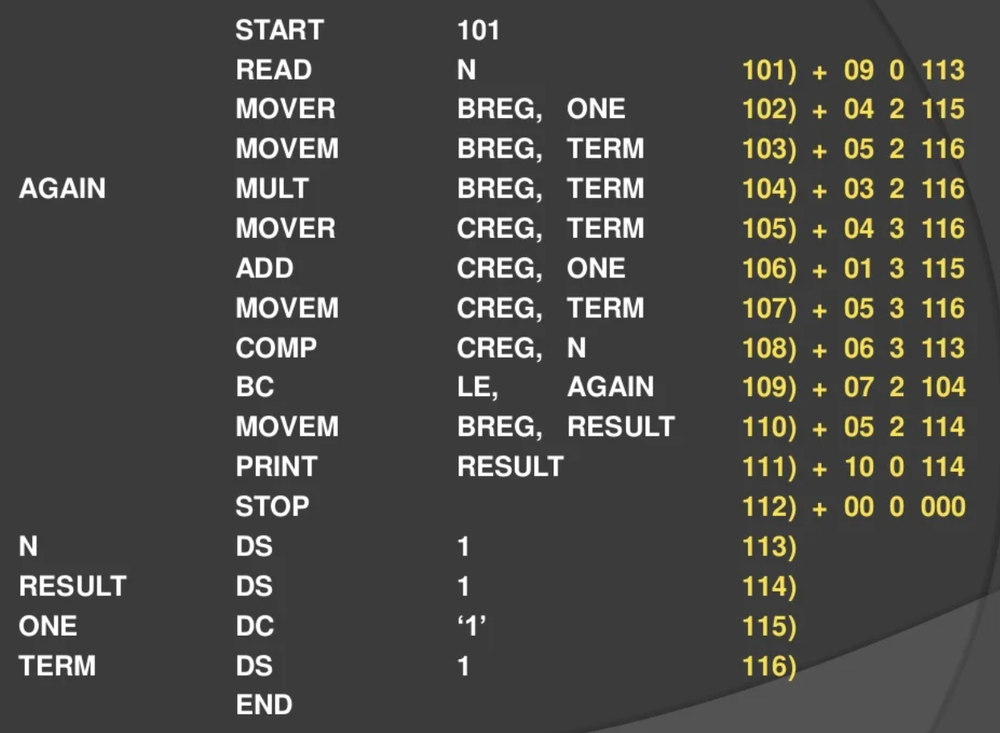 START 101
READ N 101) + 09 0 113
MOVER BREG, ONE 102) + 04 2 115
MOVEM BREG, TERM 103) + 05 2 116
AGAIN MULT BREG, TERM 104) + 03 2 116
MOVER CREG, TERM 105) + 04 3 116
ADD CREG, ONE 106) + 01 3 115
MOVEM CREG, TERM 107) + 05 3 116
COMP CREG, N 108) + 06 3 113
BC LE, AGAIN 109) + 07 2 104
MOVEM BREG, RESULT 110) + 05 2 114
PRINT RESULT 111) + 10 0 114
STOP 112) + 00 0 000
N DS 1 113)
RESULT DS 1 114)
ONE DC ‘1’ 115)
TERM DS 1 116)
END